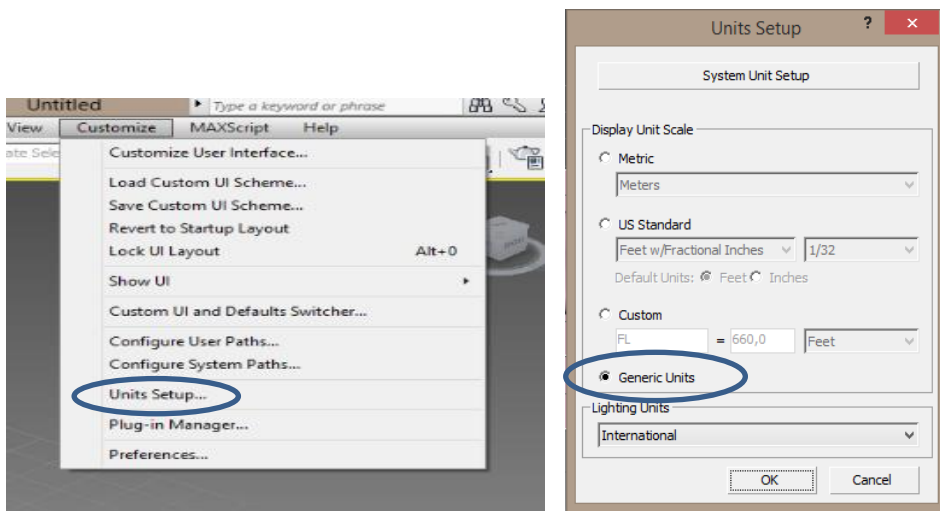 Untitled
Type a keyword or phrase
View Customize MAXScript Help
ate Sele
Customize User Interface...
Load Custom UI Scheme...
Save Custom UI Scheme...
Revert to Startup Layout
Lock UI Layout Alt+0
Show UI
Custom UI and Defaults Switcher...
Configure User Paths...
Configure System Paths...
Units Setup...
Plug-in Manager...
Preferences...
Units Setup ? ×
System Unit Setup
Display Unit Scale
Metric
Meters
US Standard
Feet w/Fractional Inches 1/32
Default Units: Feet Inches
Custom
FL = 660,0 Feet
Generic Units
Lighting Units
International
OK Cancel